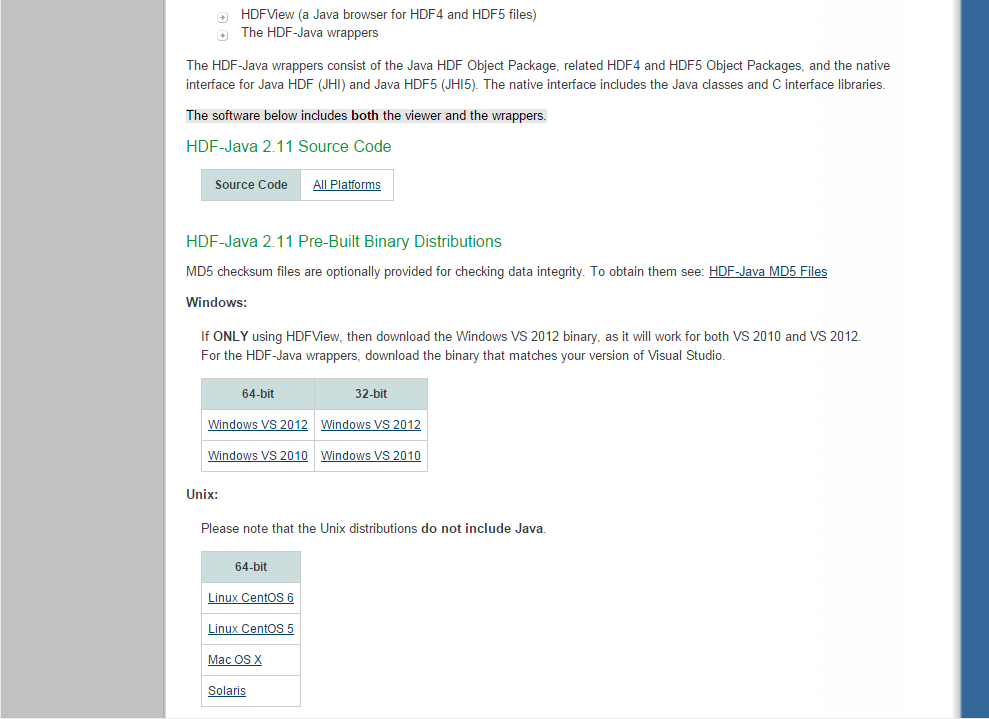 HDFView (a Java browser for HDF4 and HDF5 files)
The HDF-Java wrappers
The HDF-Java wrappers consist of the Java HDF Object Package, related HDF4 and HDF5 Object Packages, and the native
interface for Java HDF (JHI) and Java HDF5 (JHI5). The native interface includes the Java classes and C interface libraries.
The software below includes both the viewer and the wrappers.
HDF-Java 2.11 Source Code
Source Code All Platforms
HDF-Java 2.11 Pre-Built Binary Distributions
MD5 checksum files are optionally provided for checking data integrity. To obtain them see: HDF-Java MD5 Files
Windows:
If ONLY using HDFView, then download the Windows VS 2012 binary, as it will work for both VS 2010 and VS 2012.
For the HDF-Java wrappers, download the binary that matches your version of Visual Studio.
64-bit 32-bit
Windows VS 2012 Windows VS 2012
Windows VS 2010 Windows VS 2010
Unix:
Please note that the Unix distributions do not include Java.
64-bit
Linux CentOS 6
Linux CentOS 5
Mac OS X
Solaris